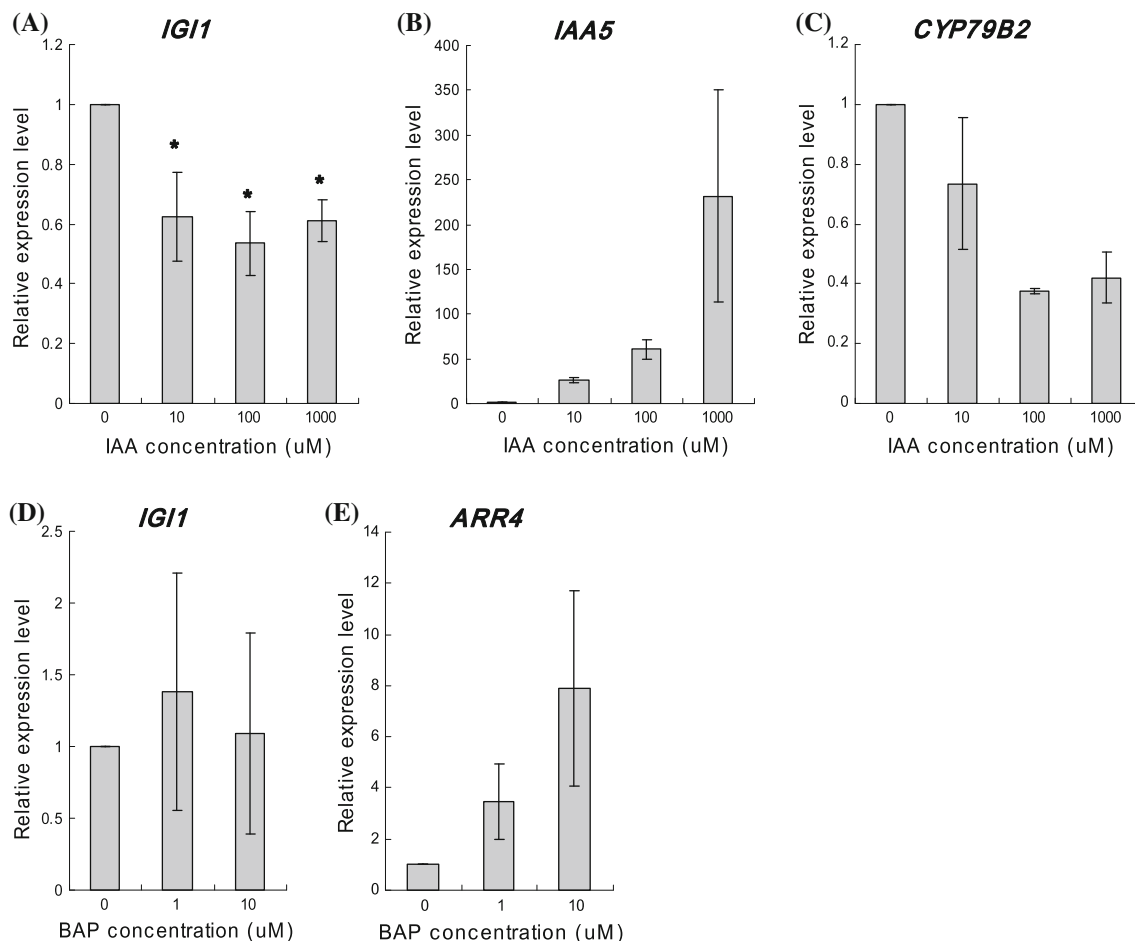 (A) IGI1
Relative expression level
1.2
1
0.8
0.6
0.4
0.2
0
*
*
*
0 10 100 1000
IAA concentration (uM)
(B) IAA5
Relative expression level
400
350
300
250
200
150
100
50
0
0 10 100 1000
IAA concentration (uM)
(C) CYP79B2
Relative expression level
1.2
1
0.8
0.6
0.4
0.2
0
0 10 100 1000
IAA concentration (uM)
(D) IGI1
Relative expression level
2.5
2
1.5
1
0.5
0
0 1 10
BAP concentration (uM)
(E) ARR4
Relative expression level
14
12
10
8
6
4
2
0
0 1 10
BAP concentration (uM)